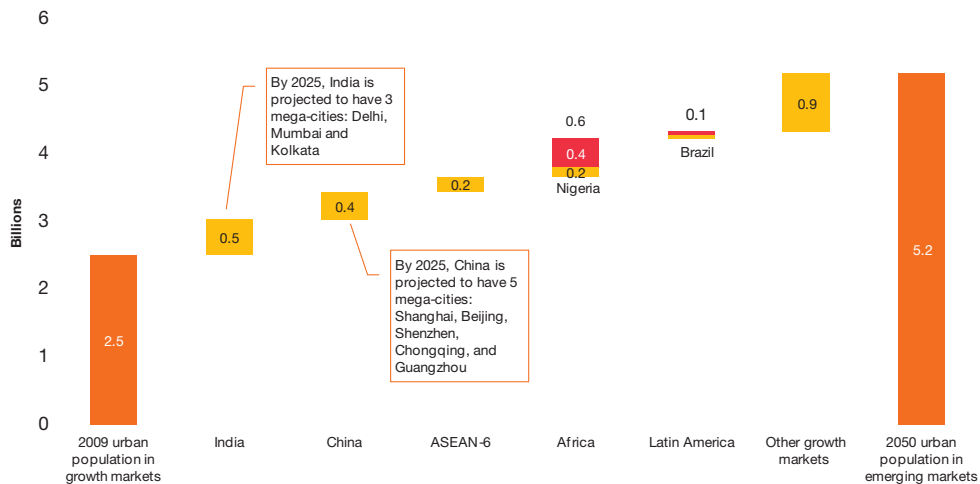 6
5
4
3
2
1
0
Billions
2.5
By 2025, India is
projected to have 3
mega-cities: Delhi,
Mumbai and
Kolkata
0.5
0.4
By 2025, China is
projected to have 5
mega-cities:
Shanghai, Beijing,
Shenzhen,
Chongqing, and
Guangzhou
0.2
0.6
0.4
0.2
Nigeria
0.1
Brazil
0.9
5.2
2009 urban
population in
growth markets
India
China
ASEAN-6
Africa
Latin America
Other growth
markets
2050 urban
population in
emerging markets